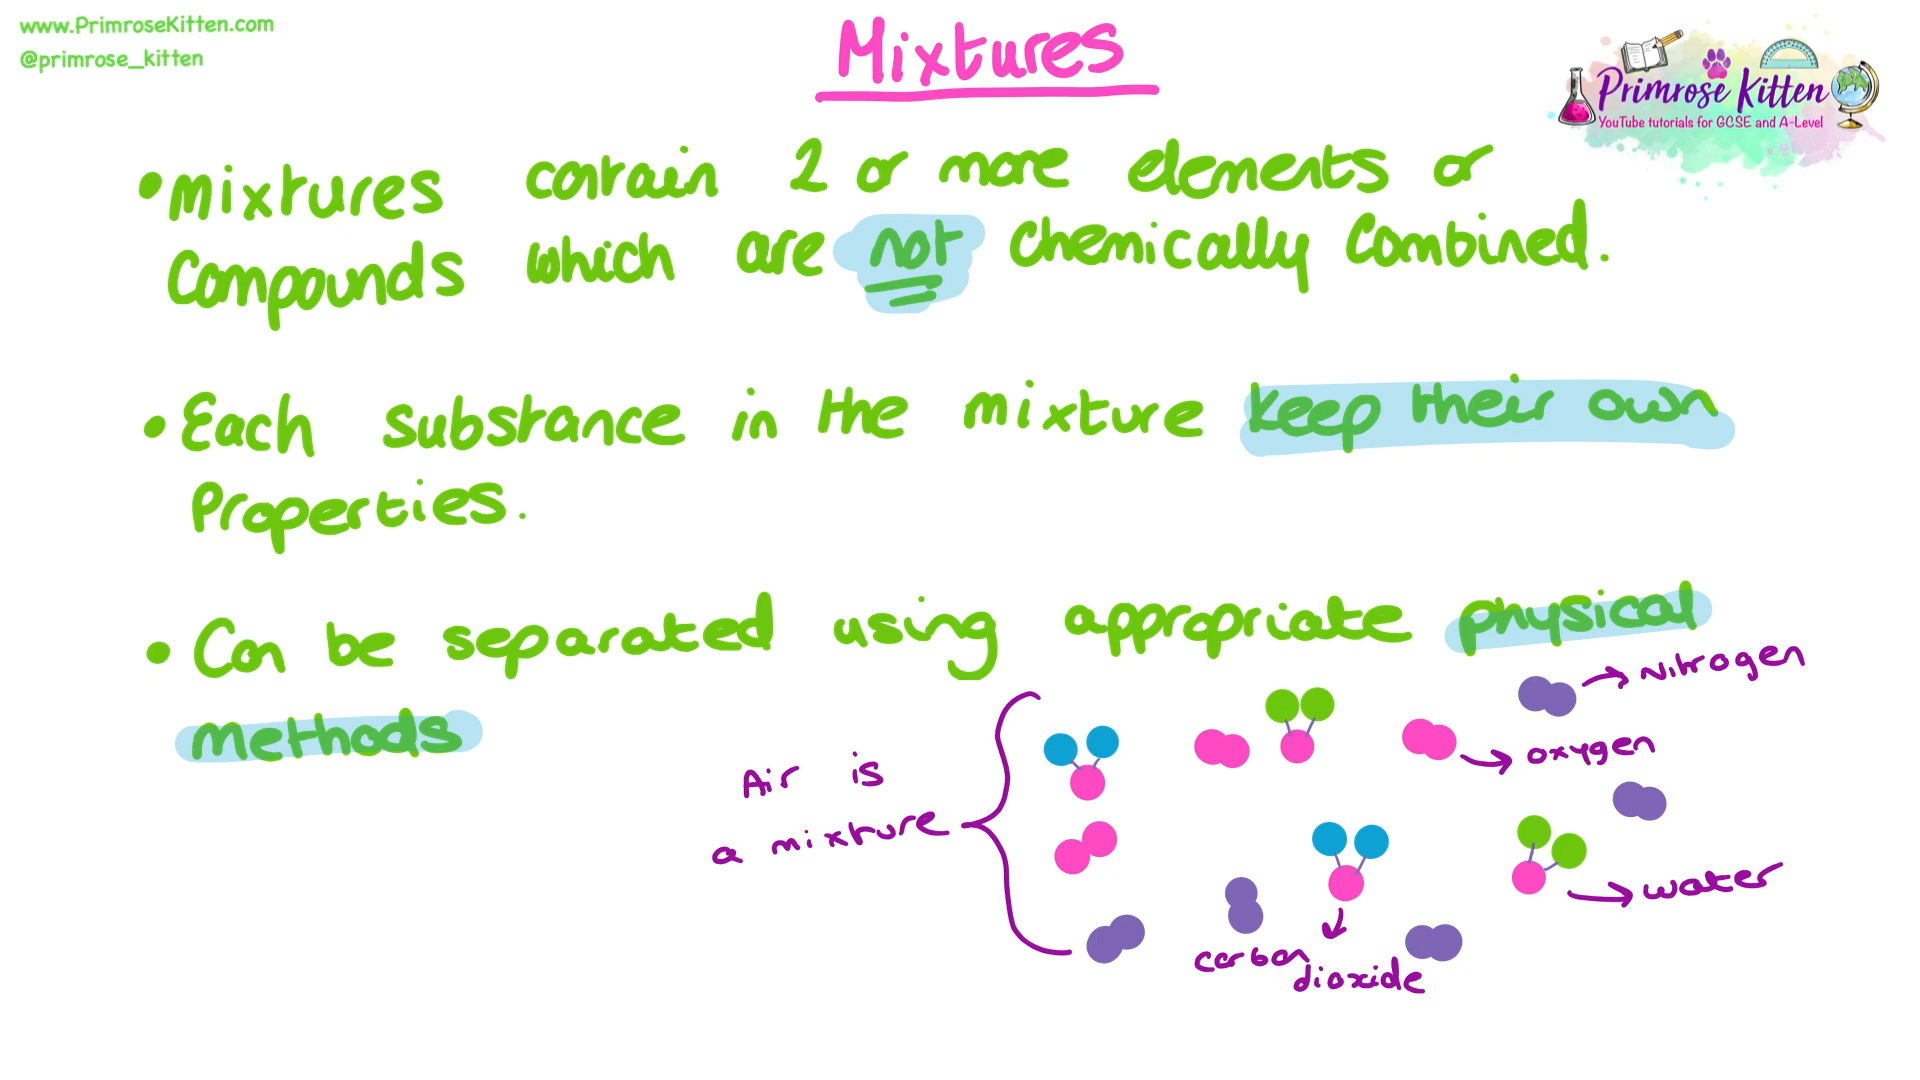 www.PrimroseKitten.com
@primrose_kitten
Mixtures
Primrose Kitten
YouTube tutorials for GCSE and A-Level
• Mixtures contain 2 or more elements or
compounds which are not chemically combined.
• Each substance in the mixture keep their own
Properties.
• Can be separated using appropriate physical
methods
Nitrogen
oxygen
Air is
a mixture
water
carbon
dioxide